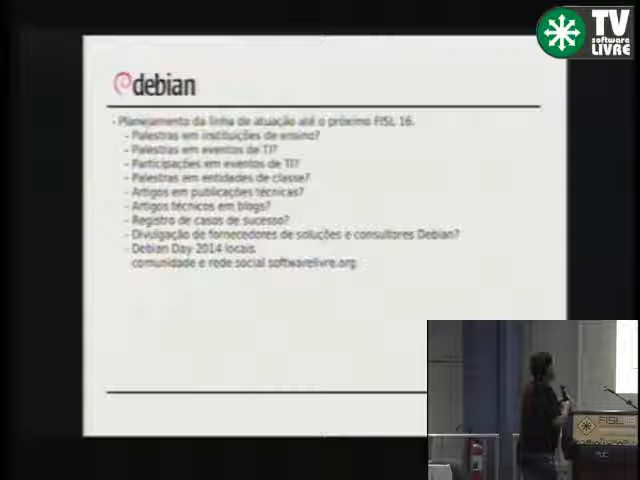 TV
software
LIVRE
debian
- Planejamento da linha de atuação até o próximo FISL 16.
- Palestras em instituições de ensino?
- Palestras em eventos de TI?
- Participações em eventos de TI?
- Palestras em entidades de classe?
- Artigos em publicações técnicas?
- Artigos técnicos em blogs?
- Registro de casos de sucesso?
- Divulgação de fornecedores de soluções e consultores Debian?
- Debian Day 2014 locais
comunidade e rede social softwarelivre.org
FISL